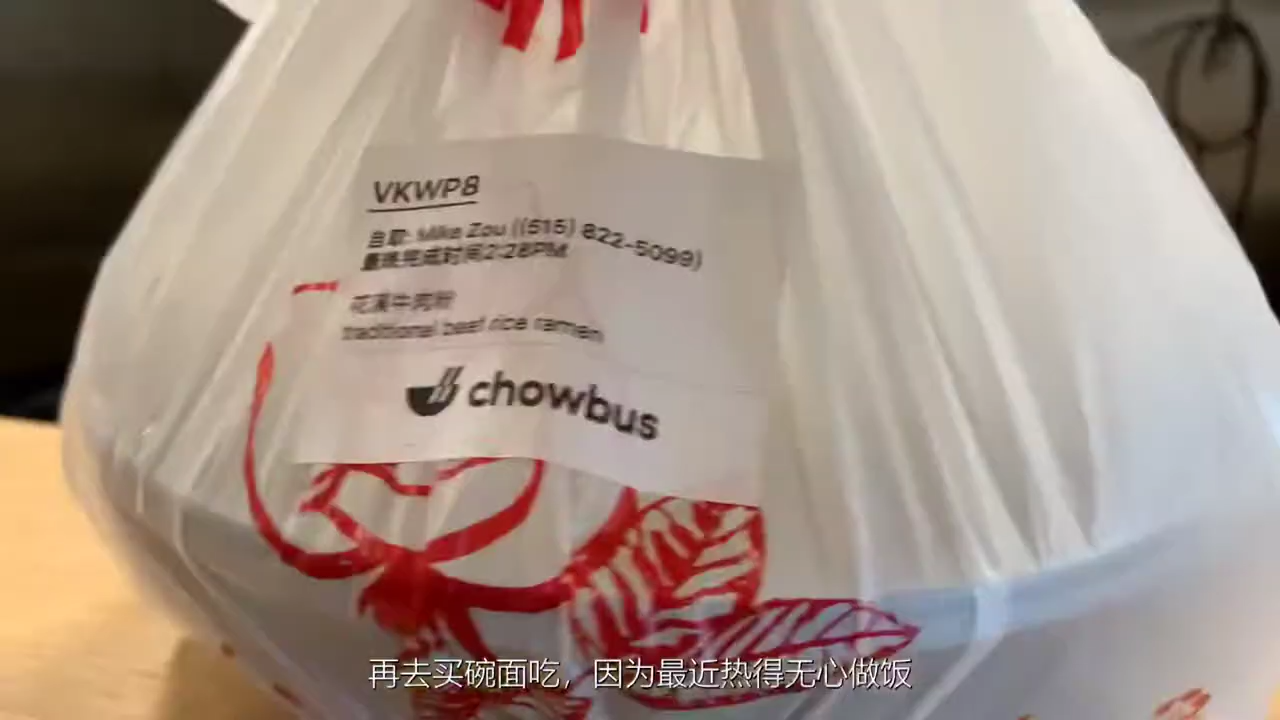 VKWP8
自取: Mike Zou ((515) 822-5099)
最晚完成时间2:28PM
花溪牛肉粉
traditional beef rice ramen
chowbus
再去买碗面吃，因为最近热得无心做饭